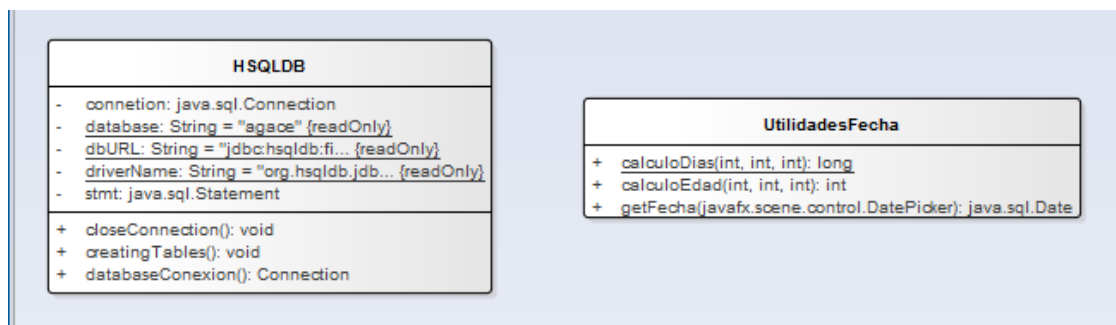 HSQLDB
- connetion: java.sql.Connection
- database: String = "agace" {readOnly}
- dbURL: String = "jdbc:hsqldb:fi... {readOnly}
- driverName: String = "org.hsqldb.jdb... {readOnly}
- stmt: java.sql.Statement
+ closeConnection(): void
+ creatingTables(): void
+ databaseConexion(): Connection
UtilidadesFecha
+ calculoDias(int, int, int): long
+ calculoEdad(int, int, int): int
+ getFecha(javafx.scene.control.DatePicker): java.sql.Date